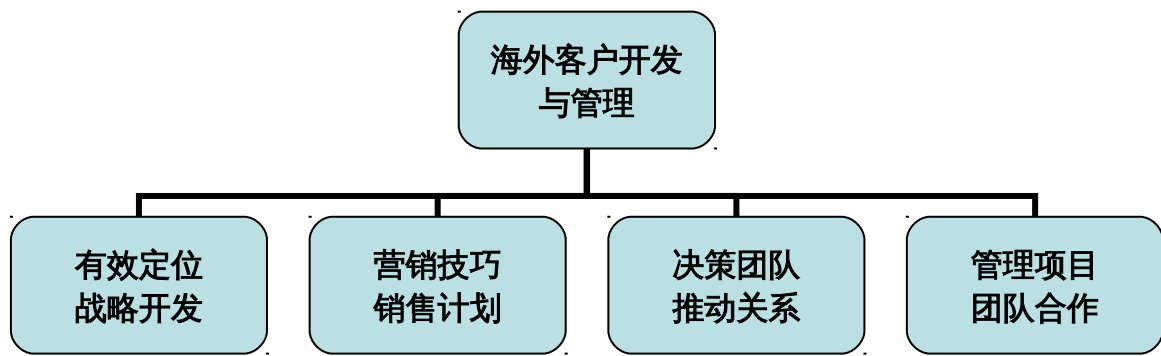 海外客户开发
与管理
有效定位
战略开发
营销技巧
销售计划
决策团队
推动关系
管理项目
团队合作